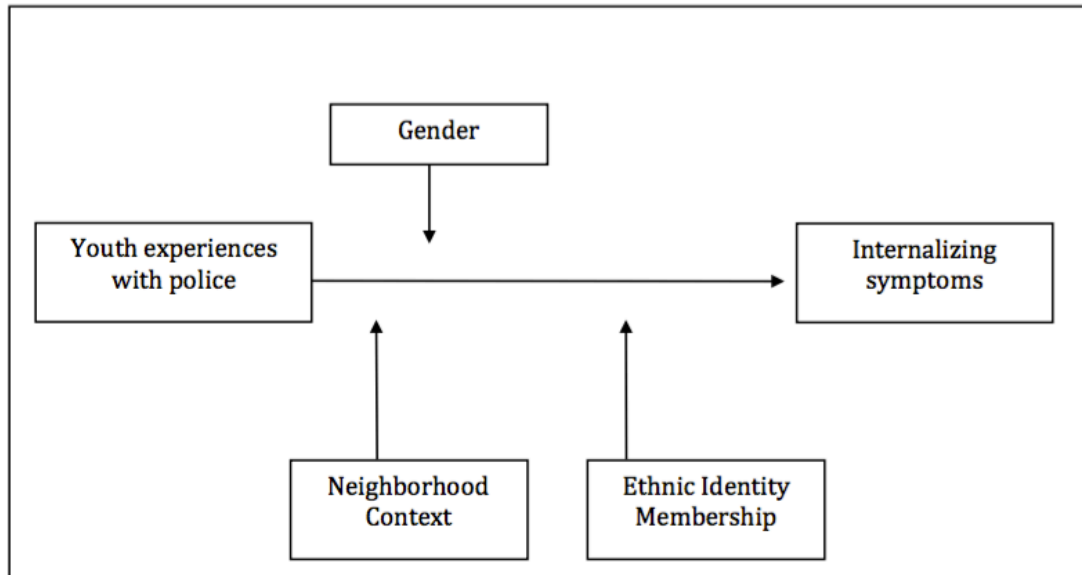 Gender
Youth experiences
with police
Internalizing
symptoms
Neighborhood
Context
Ethnic Identity
Membership